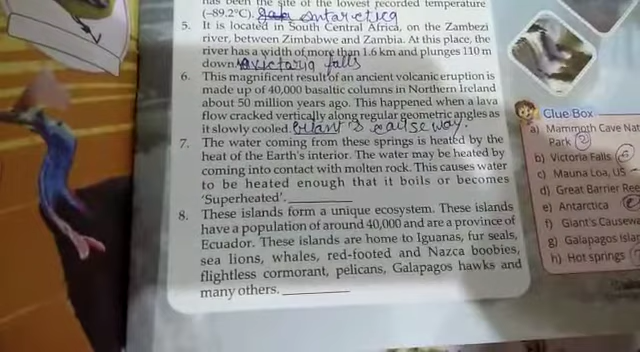 has been the site of the lowest recorded temperature
(–89.2°C). Antarctica
5. It is located in South Central Africa, on the Zambezi
river, between Zimbabwe and Zambia. At this place, the
river has a width of more than 1.6 km and plunges 110 m
down. victoria falls
6. This magnificent result of an ancient volcanic eruption is
made up of 40,000 basaltic columns in Northern Ireland
about 50 million years ago. This happened when a lava
flow cracked vertically along regular geometric angles as
it slowly cooled. Giant's causeway.
7. The water coming from these springs is heated by the
heat of the Earth's interior. The water may be heated by
coming into contact with molten rock. This causes water
to be heated enough that it boils or becomes
'Superheated'.
8. These islands form a unique ecosystem. These islands
have a population of around 40,000 and are a province of
Ecuador. These islands are home to Iguanas, fur seals,
sea lions, whales, red-footed and Nazca boobies,
flightless cormorant, pelicans, Galapagos hawks and
many others.
Clue Box
a) Mammoth Cave Nat
Park 2
b) Victoria Falls
c) Mauna Loa, US
d) Great Barrier Ree
e) Antarctica
f) Giant's Causewa
g) Galapagos Islan
h) Hot springs